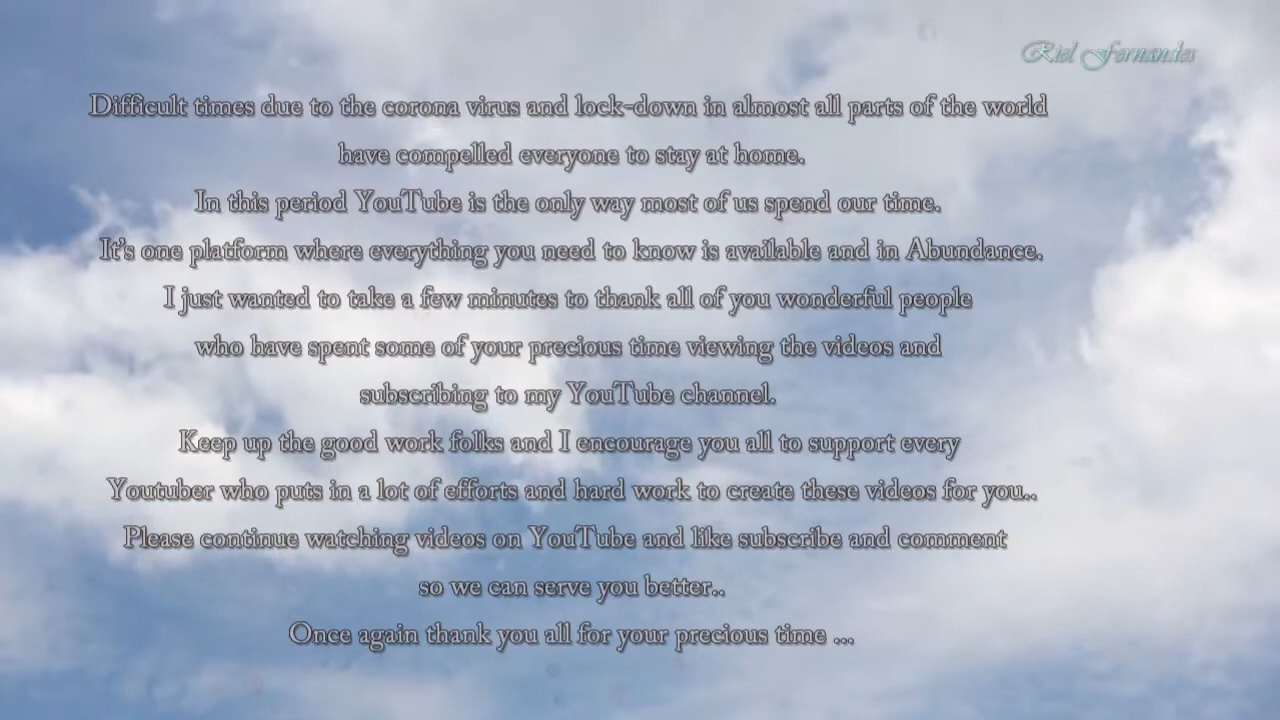 Riel Fernandes
Difficult times due to the corona virus and lock-down in almost all parts of the world
have compelled everyone to stay at home.
In this period YouTube is the only way most of us spend our time.
It's one platform where everything you need to know is available and in Abundance.
I just wanted to take a few minutes to thank all of you wonderful people
who have spent some of your precious time viewing the videos and
subscribing to my YouTube channel.
Keep up the good work folks and I encourage you all to support every
Youtuber who puts in a lot of efforts and hard work to create these videos for you..
Please continue watching videos on YouTube and like subscribe and comment
so we can serve you better..
Once again thank you all for your precious time ...